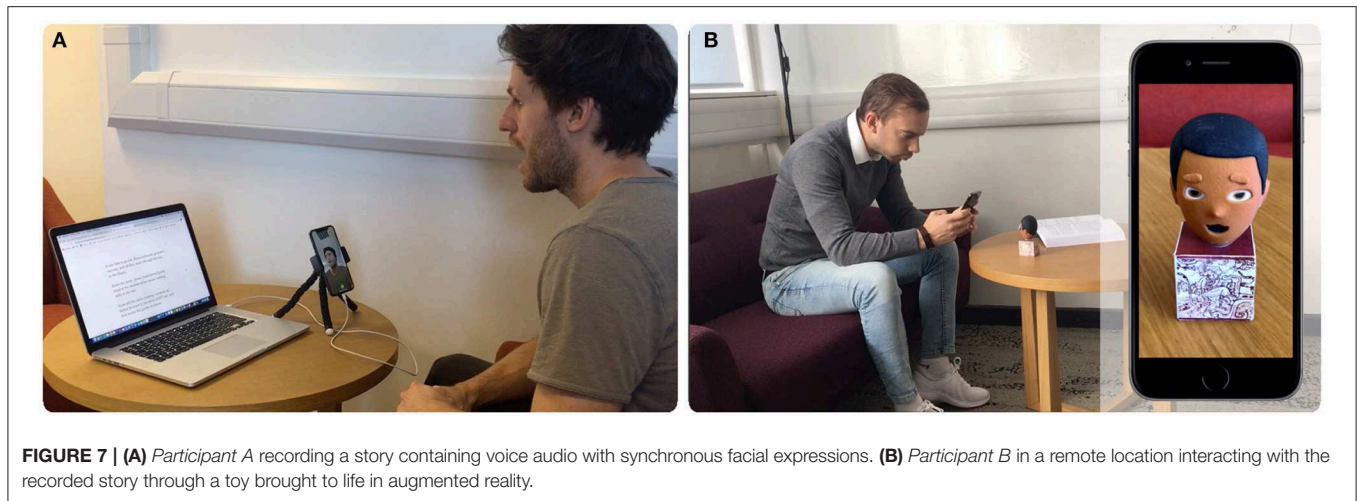 A
B
FIGURE 7 | (A) Participant A recording a story containing voice audio with synchronous facial expressions. (B) Participant B in a remote location interacting with the
recorded story through a toy brought to life in augmented reality.